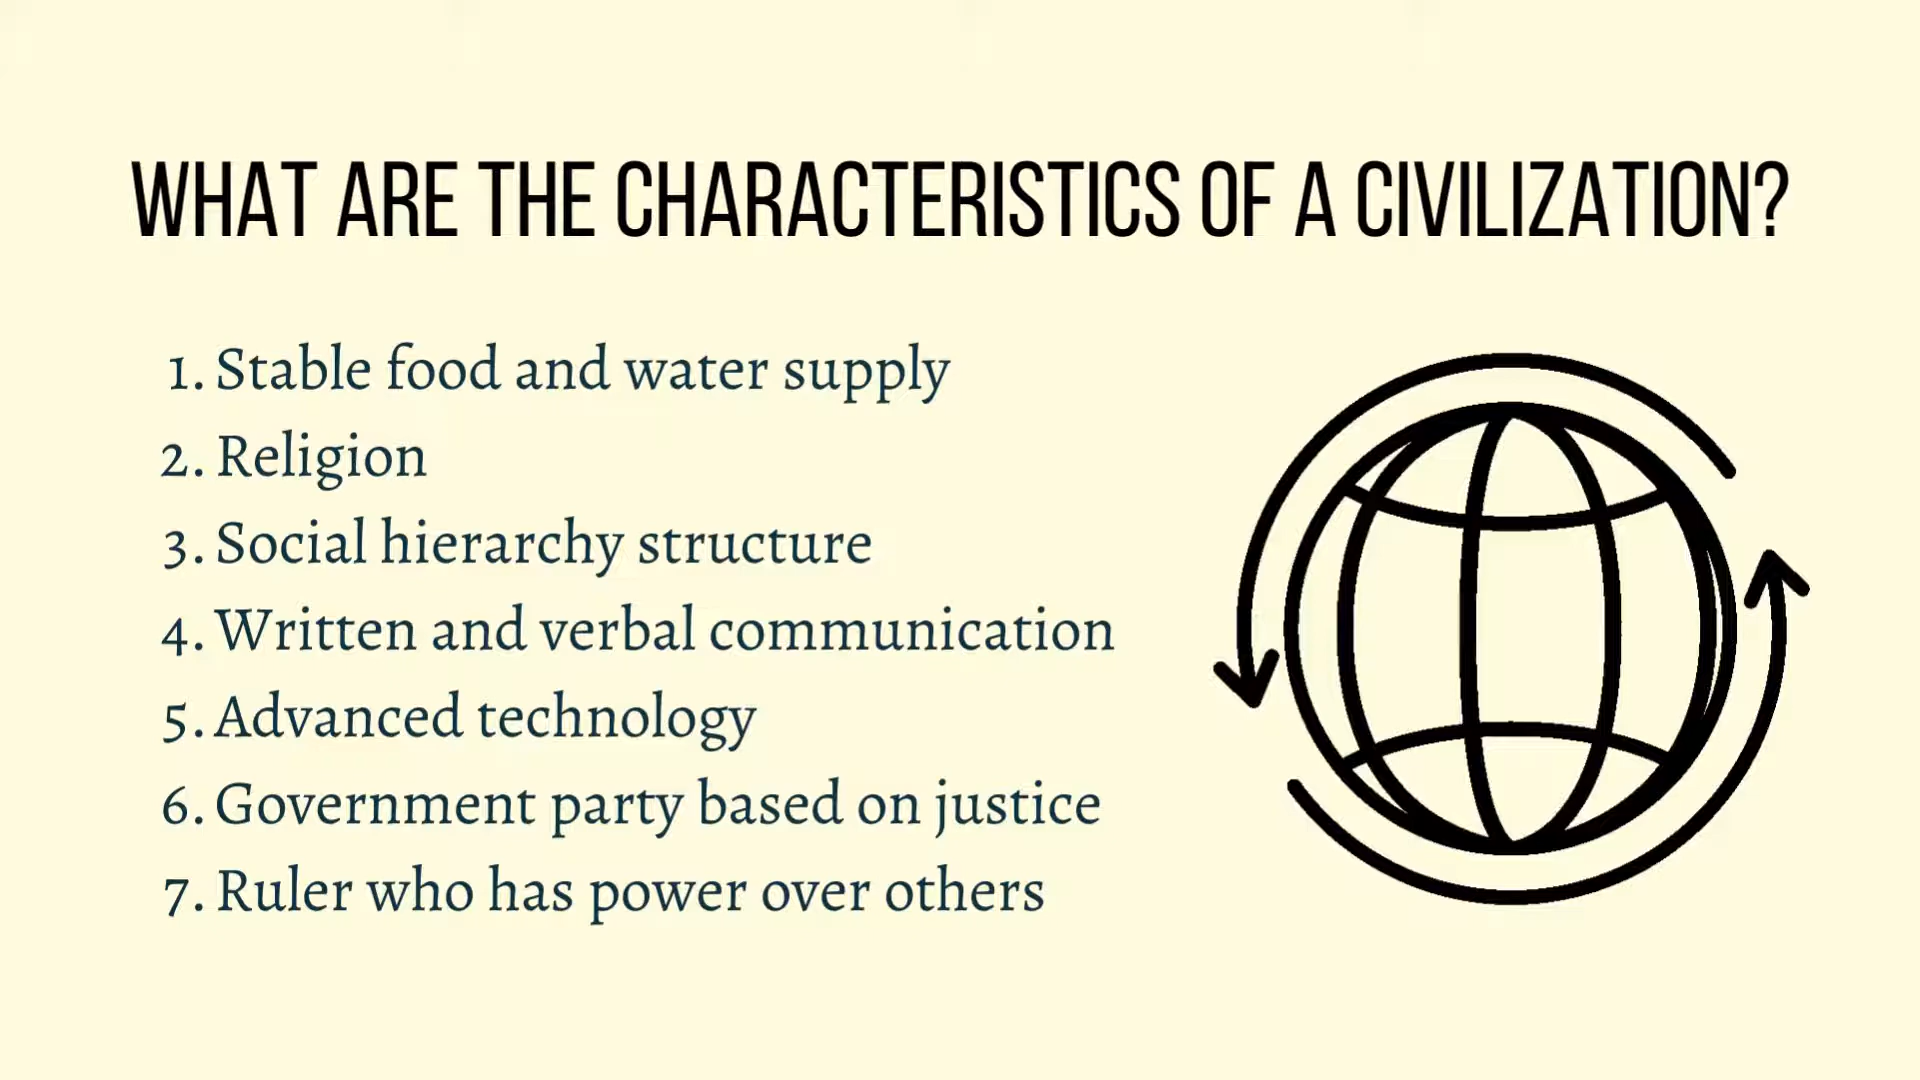 WHAT ARE THE CHARACTERISTICS OF A CIVILIZATION?
1. Stable food and water supply
2. Religion
3. Social hierarchy structure
4. Written and verbal communication
5. Advanced technology
6. Government party based on justice
7. Ruler who has power over others